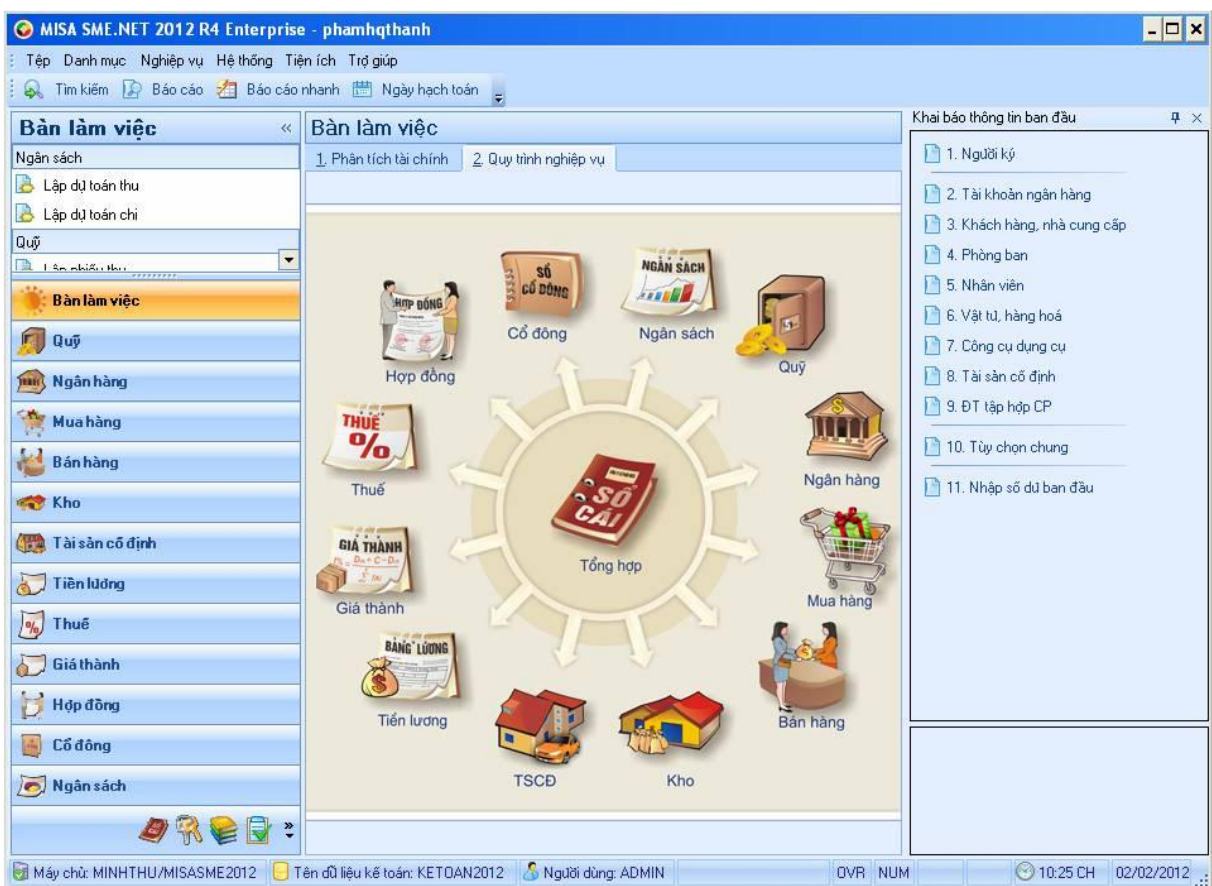 MISA SME.NET 2012 R4 Enterprise - phamhqthanh
Tệp Danh mục Nghiệp vụ Hệ thống Tiện ích Trợ giúp
Tìm kiếm Báo cáo Báo cáo nhanh Ngày hạch toán
Bàn làm việc «
Ngân sách
Lập dự toán thu
Lập dự toán chi
Quỹ
Lập phiếu thu
Bàn làm việc
Quỹ
Ngân hàng
Mua hàng
Bán hàng
Kho
Tài sản cố định
Tiền lương
Thuế
Giá thành
Hợp đồng
Cổ đông
Ngân sách
Bàn làm việc
1. Phân tích tài chính 2. Quy trình nghiệp vụ
HỢP ĐỒNG
Hợp đồng
SỔ
CỔ ĐÔNG
Cổ đông
NGÂN SÁCH
Ngân sách
Quỹ
THUẾ
%
Thuế
Ngân hàng
SỔ
CÁI
Tổng hợp
GIÁ THÀNH
Giá thành
Mua hàng
BẢNG LƯƠNG
Tiền lương
Bán hàng
TSCĐ
Kho
Khai báo thông tin ban đầu
1. Người ký
2. Tài khoản ngân hàng
3. Khách hàng, nhà cung cấp
4. Phòng ban
5. Nhân viên
6. Vật tư, hàng hoá
7. Công cụ dụng cụ
8. Tài sản cố định
9. ĐT tập hợp CP
10. Tùy chọn chung
11. Nhập số dư ban đầu
Máy chủ: MINHTHU/MISASME2012 Tên dữ liệu kế toán: KETOAN2012 Người dùng: ADMIN OVR NUM 10:25 CH 02/02/2012